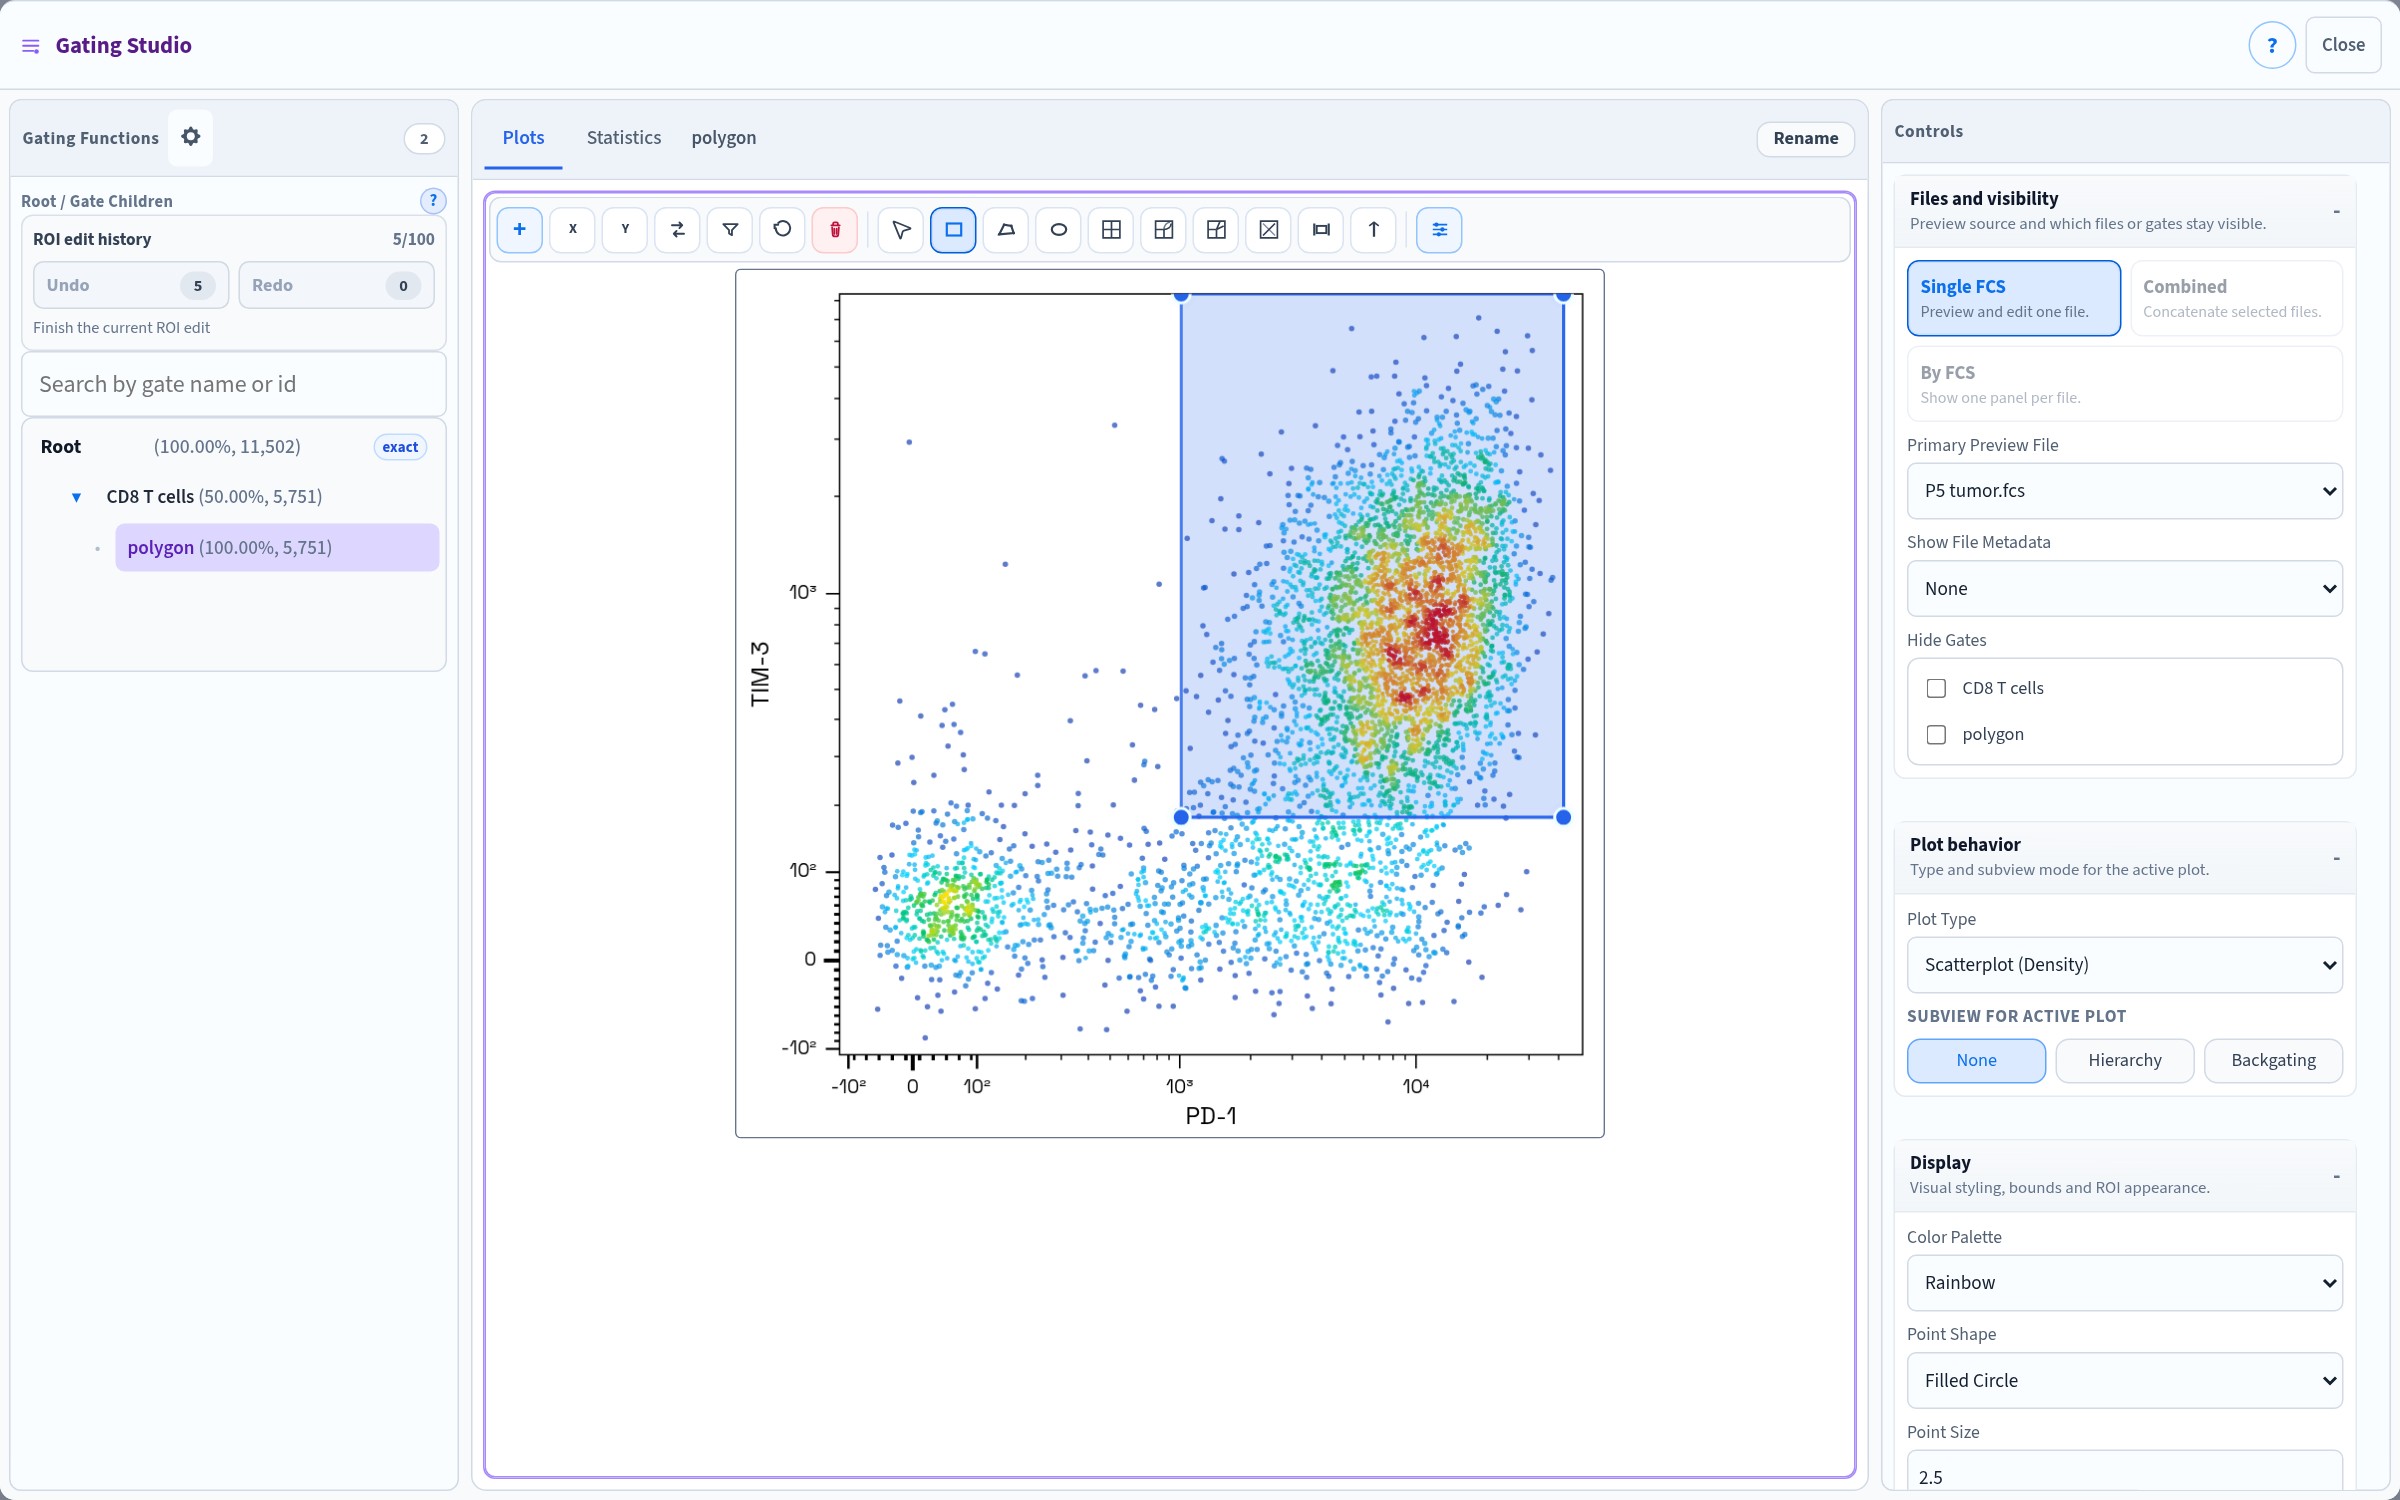 Gating Studio
?
Close
Gating Functions
2
Root / Gate Children
?
ROI edit history
5/100
Undo 5
Redo 0
Finish the current ROI edit
Search by gate name or id
Root (100.00%, 11,502) exact
CD8 T cells (50.00%, 5,751)
polygon (100.00%, 5,751)
Plots
Statistics
polygon
Rename
+
X
Y
TIM-3
10³
10²
0
-10²
-10²
0
10²
10³
10⁴
PD-1
Controls
Files and visibility
Preview source and which files or gates stay visible.
-
Single FCS
Preview and edit one file.
Combined
Concatenate selected files.
By FCS
Show one panel per file.
Primary Preview File
P5 tumor.fcs
Show File Metadata
None
Hide Gates
CD8 T cells
polygon
Plot behavior
Type and subview mode for the active plot.
-
Plot Type
Scatterplot (Density)
SUBVIEW FOR ACTIVE PLOT
None
Hierarchy
Backgating
Display
Visual styling, bounds and ROI appearance.
-
Color Palette
Rainbow
Point Shape
Filled Circle
Point Size
2.5